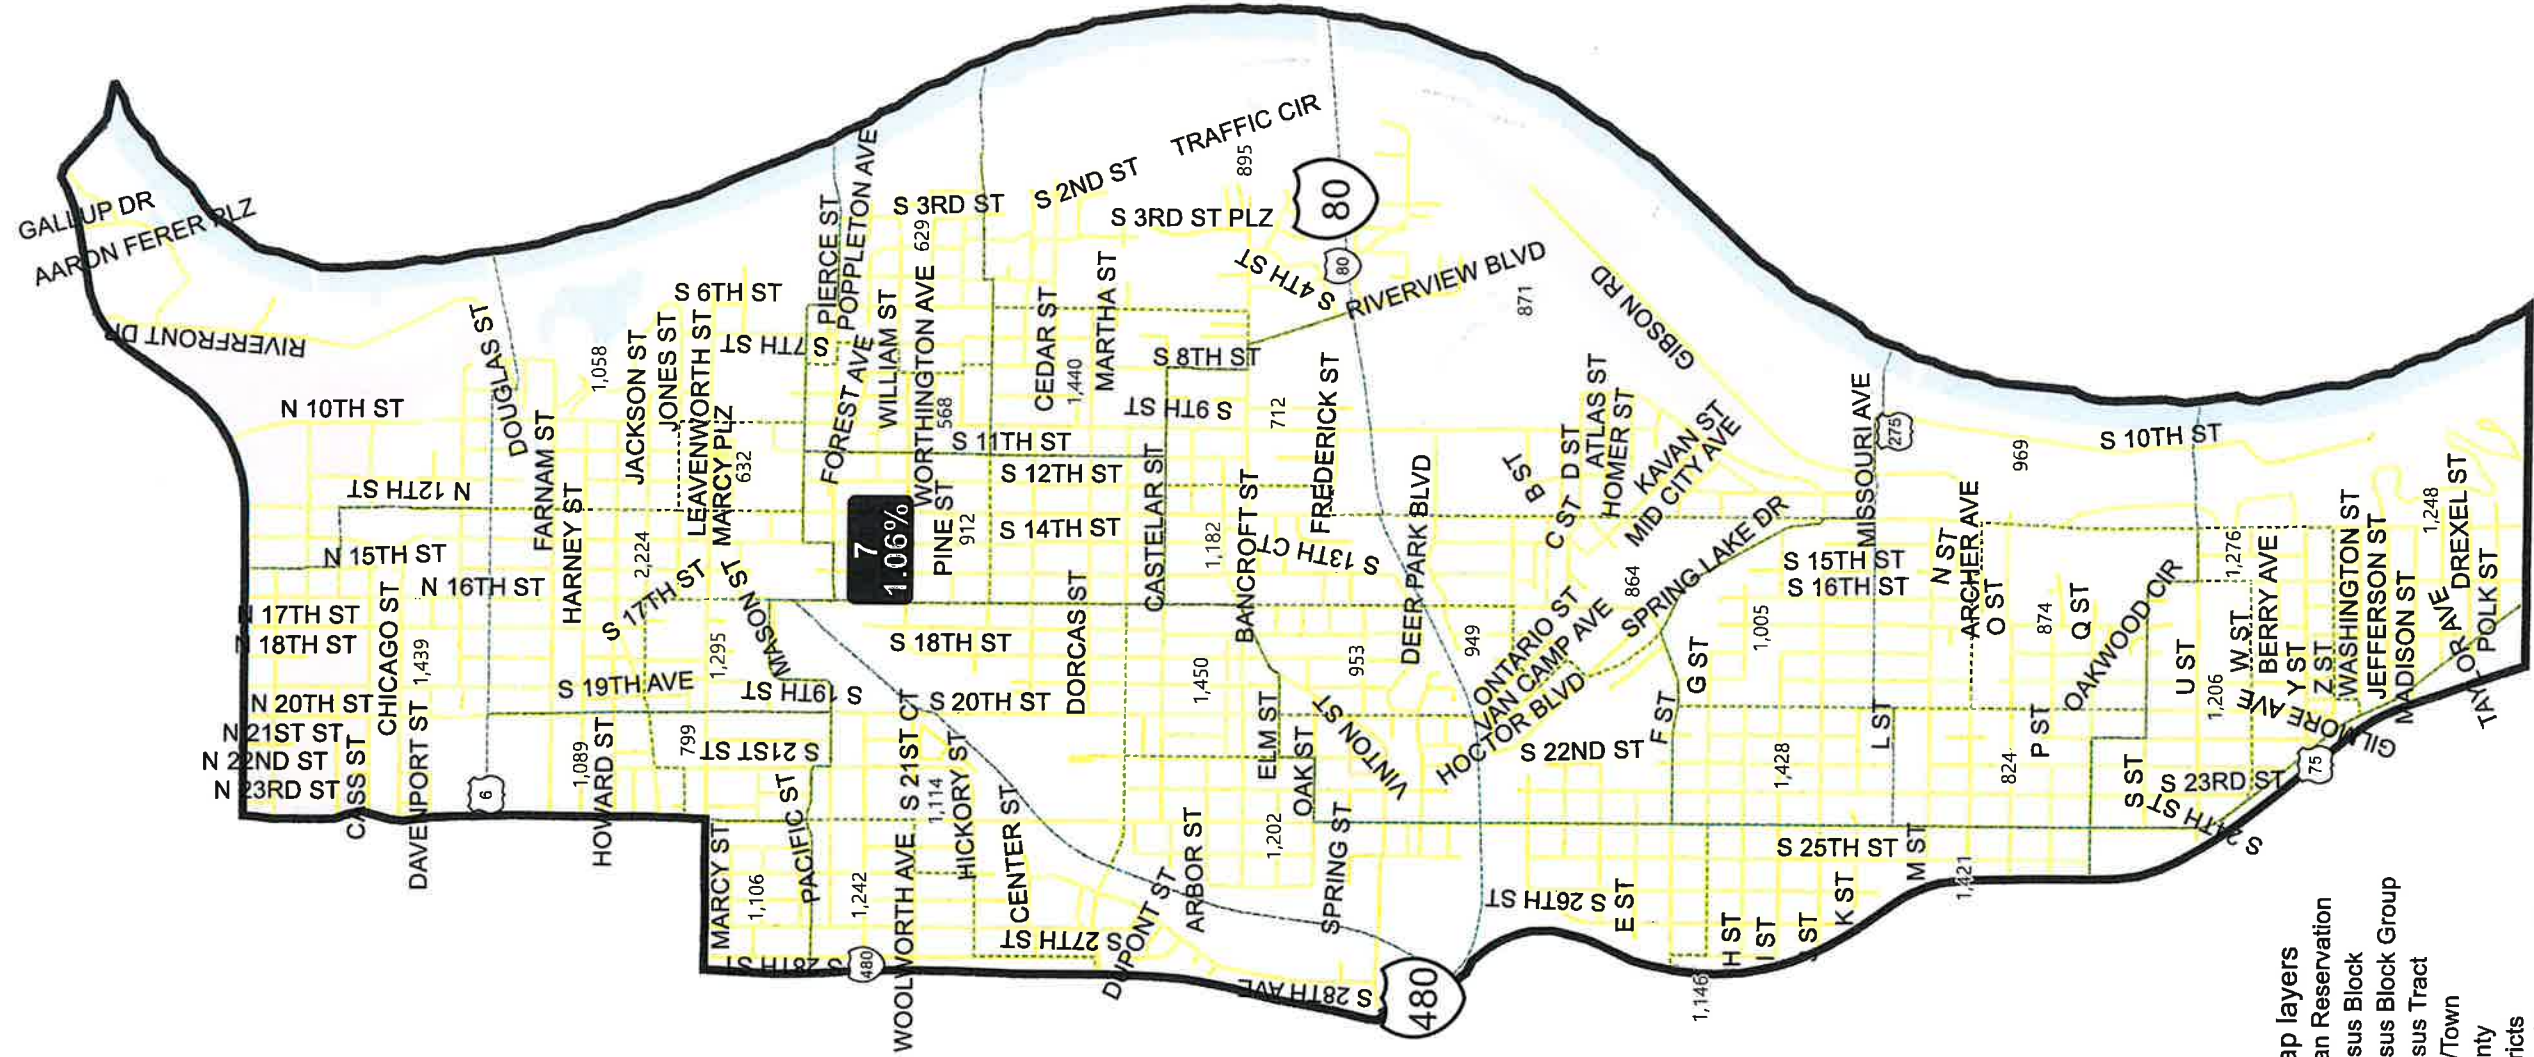 GALLUP DR
AARON FERER PLZ
RIVERFRONT DR
N 10TH ST
N 12TH ST
N 15TH ST
N 16TH ST
N 17TH ST
N 18TH ST
N 20TH ST
N 21ST ST
N 22ND ST
N 23RD ST
CASS ST
CHICAGO ST
DAVENPORT ST
1,439
6
DOUGLAS ST
FARNAM ST
HARNEY ST
HOWARD ST
1,089
1,058
JACKSON ST
JONES ST
LEAVENWORTH ST
MARCY PLZ
632
2,224
S 17TH ST
MASON ST
1,295
S 19TH AVE
S 19TH ST
799
S 21ST ST
S 6TH ST
S 7TH ST
PIERCE ST
POPPLETON AVE
FOREST AVE
WILLIAM ST
WORTHINGTON AVE
629
568
S 3RD ST
S 2ND ST
S 3RD ST PLZ
TRAFFIC CIR
895
80
80
S 4TH ST
RIVERVIEW BLVD
7
1.06%
PINE ST
912
S 11TH ST
S 12TH ST
S 14TH ST
CEDAR ST
1,440
MARTHA ST
S 8TH ST
S 9TH ST
712
CASTELAR ST
1,182
BANCROFT ST
S 13TH CT
FREDERICK ST
DEER PARK BLVD
871
GIBSON RD
B ST
C ST
D ST
ATLAS ST
HOMER ST
KAVAN ST
MID CITY AVE
SPRING LAKE DR
864
ONTARIO ST
VAN CAMP AVE
HOCTOR BLVD
949
953
VINTON ST
S 18TH ST
S 20TH ST
S 21ST CT
DORCAS ST
1,450
ELM ST
OAK ST
1,202
SPRING ST
ARBOR ST
DUPONT ST
S 27TH ST
CENTER ST
HICKORY ST
1,114
WOOLWORTH AVE
1,242
PACIFIC ST
1,106
MARCY ST
S 28TH ST
480
S 28TH AVE
480
S 22ND ST
S 26TH ST
E ST
F ST
G ST
1,005
S 15TH ST
S 16TH ST
MISSOURI AVE
275
969
S 10TH ST
N ST
ARCHER AVE
O ST
874
Q ST
OAKWOOD CIR
1,428
L ST
824
P ST
S 25TH ST
M ST
1,421
K ST
J ST
I ST
H ST
1,146
U ST
1,206
W ST
1,276
BERRY AVE
Y ST
Z ST
WASHINGTON ST
JEFFERSON ST
MADISON ST
1,248
DREXEL ST
POLK ST
TAYLOR AVE
GILMORE AVE
AVE
S ST
S 23RD ST
S 24TH ST
75
ap layers
an Reservation
sus Block
sus Block Group
sus Tract
/Town
nty
ricts